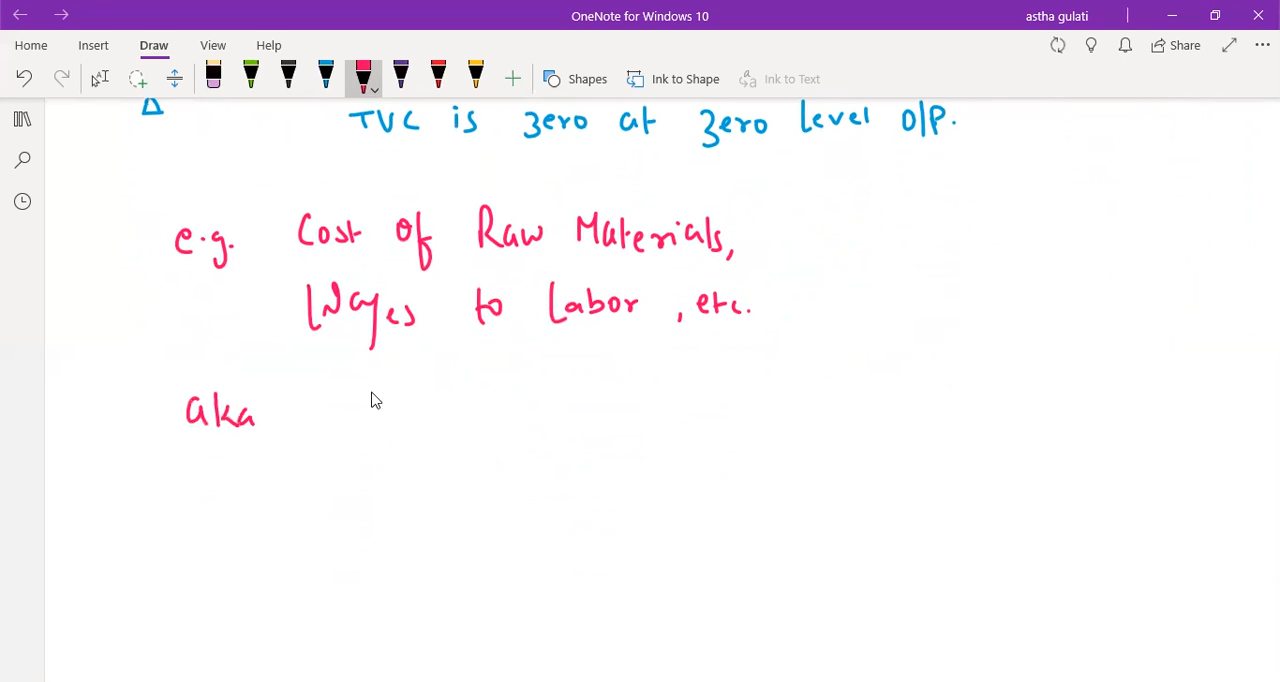 OneNote for Windows 10
astha gulati
Home Insert Draw View Help
Share
Shapes Ink to Shape Ink to Text
TVC is zero at zero level O/P.
e.g. Cost of Raw Materials,
Wages to Labor, etc.
aka